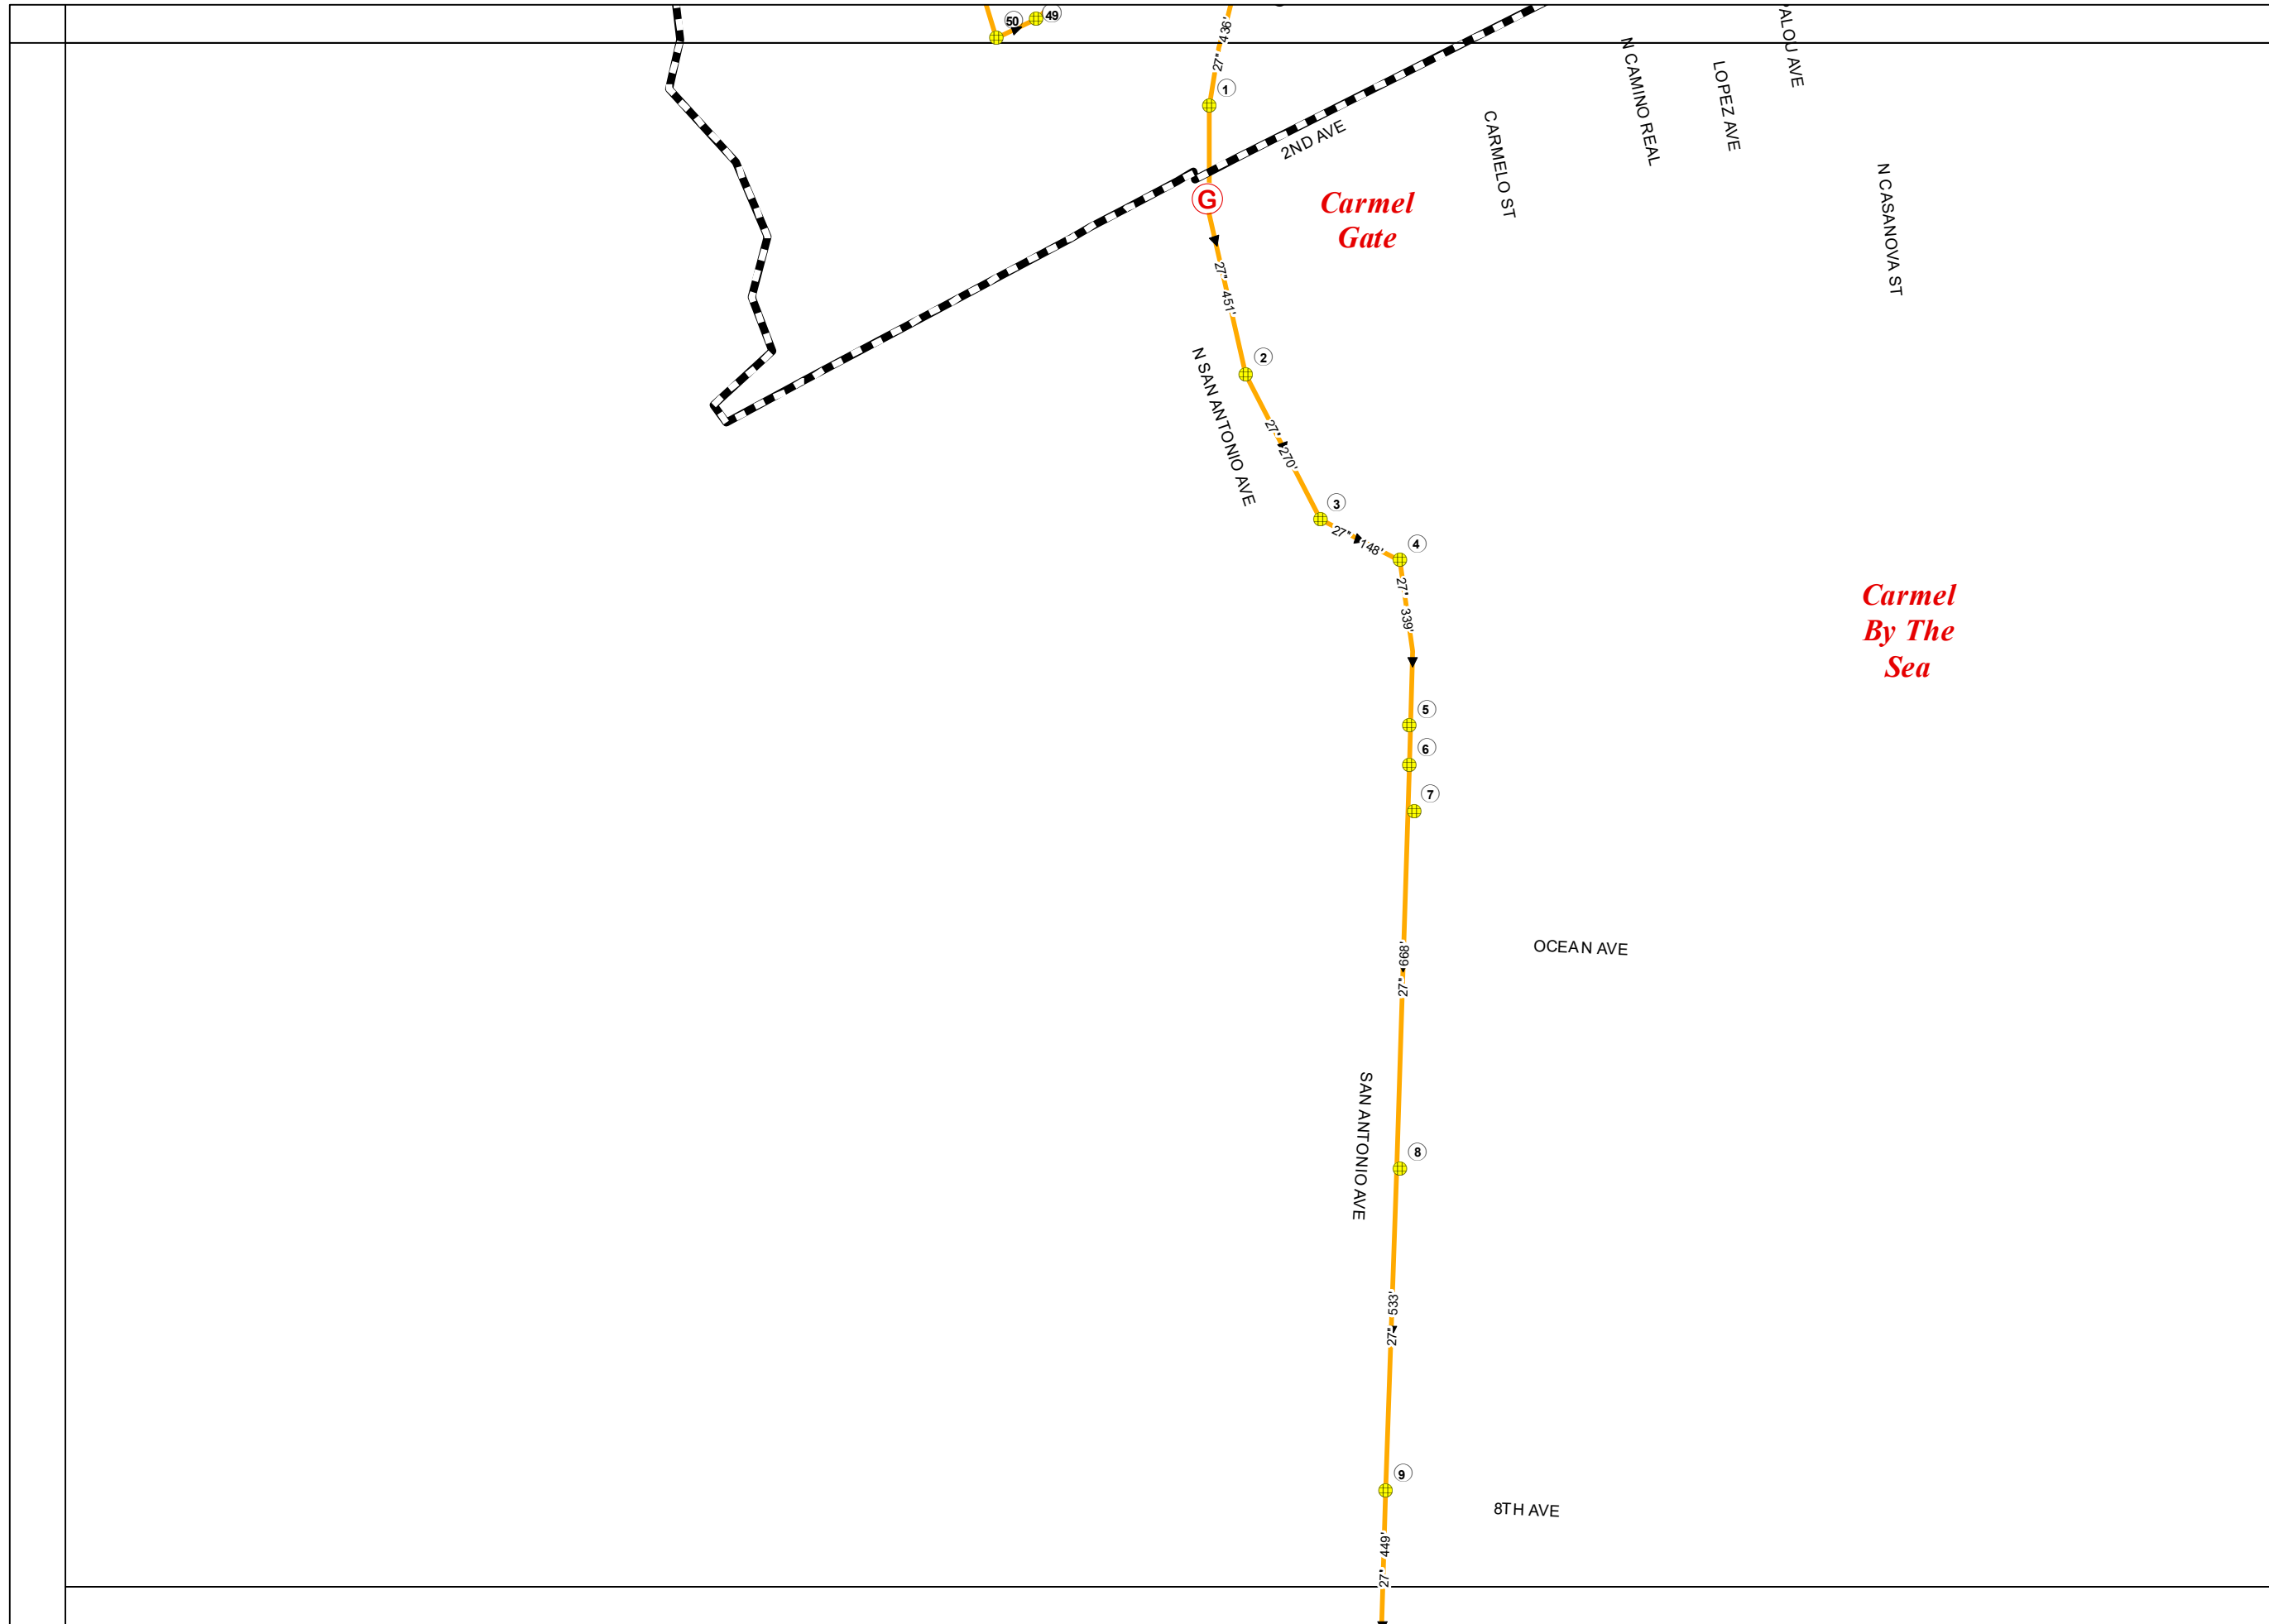 50
49
27" 436'
PALOU AVE
N CAMINO REAL
LOPEZ AVE
1
CARMELO ST
2ND AVE
N CASANOVA ST
G
Carmel
Gate
27" 451'
2
N SAN ANTONIO AVE
27" 270'
3
27" 148'
4
27" 339'
Carmel
By The
Sea
5
6
7
OCEAN AVE
27" 668'
SAN ANTONIO AVE
8
27" 533'
9
8TH AVE
27" 449'